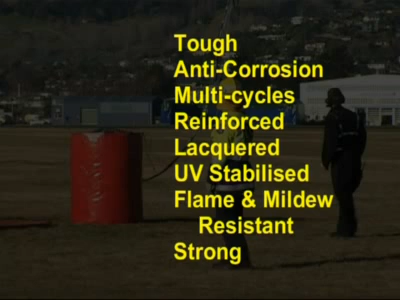 Tough
Anti-Corrosion
Multi-cycles
Reinforced
Lacquered
UV Stabilised
Flame & Mildew
Resistant
Strong